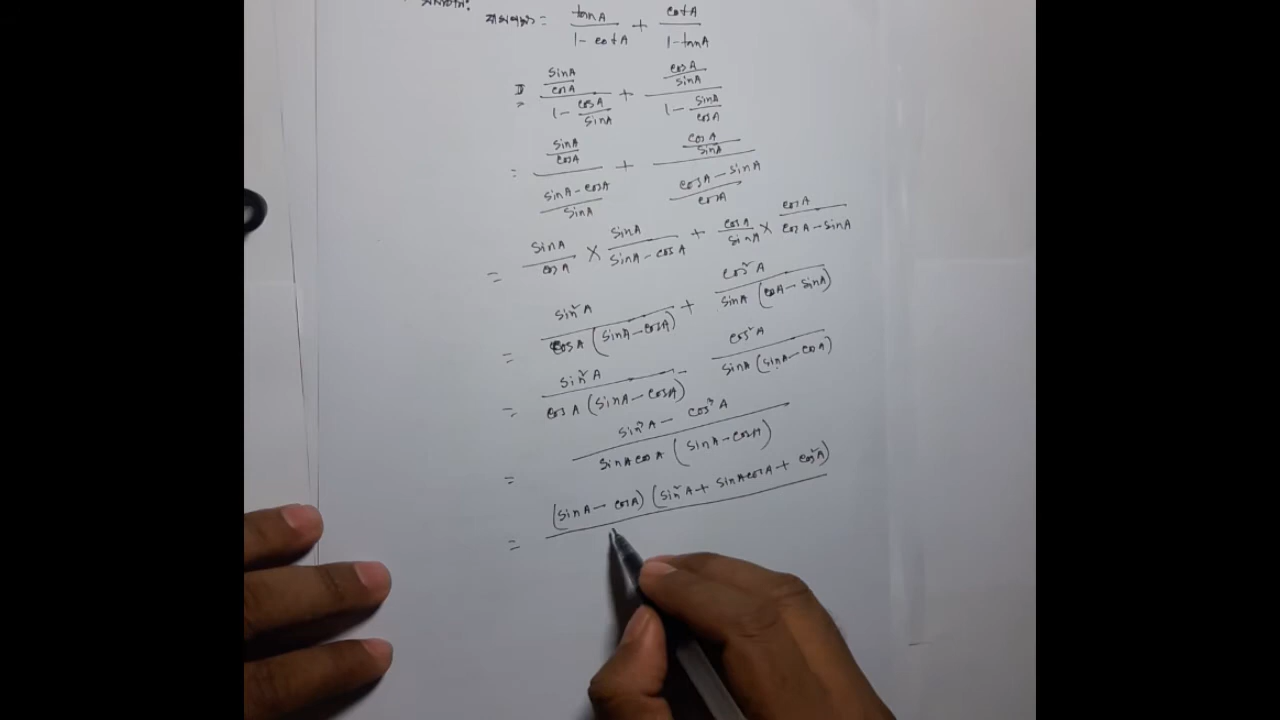 সমাধান:
বামপক্ষ = tanA / 1 - cotA + cotA / 1 - tanA
= sinA/cosA / 1 - cosA/sinA + cosA/sinA / 1 - sinA/cosA
= sinA/cosA / sinA - cosA/sinA + cosA/sinA / cosA - sinA/cosA
= sinA/cosA × sinA/sinA - cosA + cosA/sinA × cosA/cosA - sinA
= sin²A / cosA (sinA - cosA) + cos²A / sinA (cosA - sinA)
= sin²A / cosA (sinA - cosA) - cos²A / sinA (sinA - cosA)
= sin³A - cos³A / sinA cosA (sinA - cosA)
= (sinA - cosA) (sin²A + sinA cosA + cos²A)